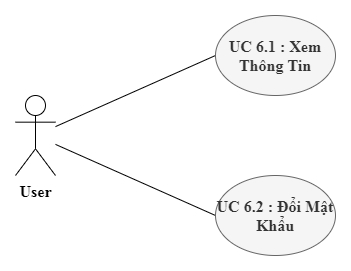 UC 6.1 : Xem
Thông Tin
User
UC 6.2 : Đổi Mật
Khẩu